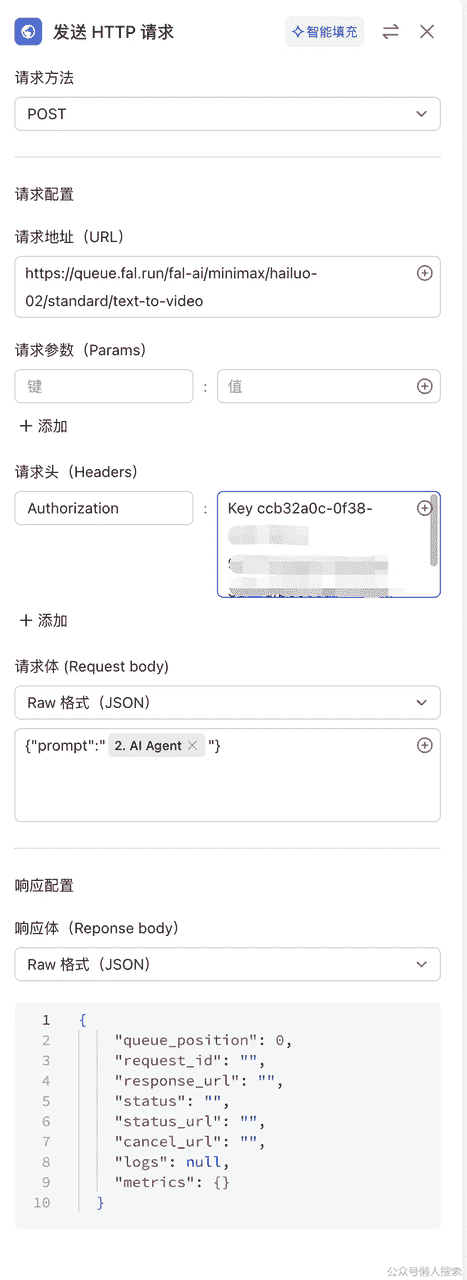 发送 HTTP 请求
智能填充
请求方法
POST
请求配置
请求地址（URL）
https://queue.fal.run/fal-ai/minimax/hailuo-
02/standard/text-to-video
请求参数（Params）
键 : 值
+ 添加
请求头（Headers）
Authorization : Key ccb32a0c-0f38-
+ 添加
请求体 (Request body)
Raw 格式（JSON）
{"prompt":" 2. AI Agent × "}
响应配置
响应体（Reponse body）
Raw 格式（JSON）
1 {
2 "queue_position": 0,
3 "request_id": "",
4 "response_url": "",
5 "status": "",
6 "status_url": "",
7 "cancel_url": "",
8 "logs": null,
9 "metrics": {}
10 }
公众号懒人搜索